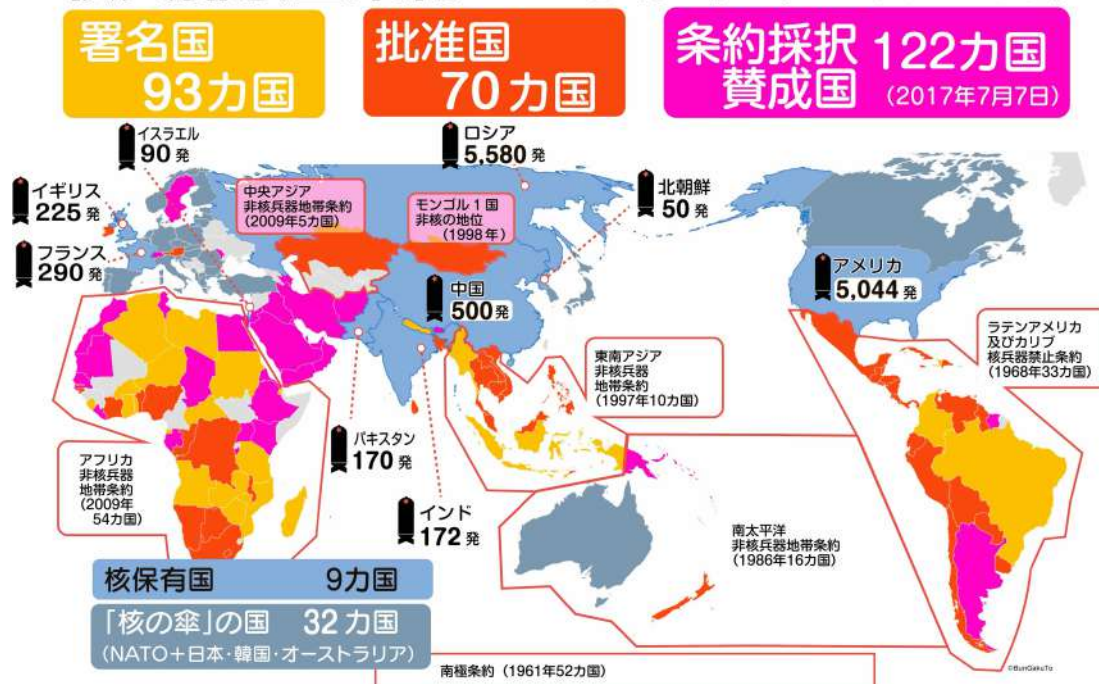 署名国
93カ国
批准国
70カ国
条約採択
賛成国
122カ国
(2017年7月7日)
イスラエル
90発
ロシア
5,580発
イギリス
225発
中央アジア
非核兵器地帯条約
(2009年5カ国)
モンゴル1国
非核の地位
(1998年)
北朝鮮
50発
フランス
290発
中国
500発
アメリカ
5,044発
ラテンアメリカ
及びカリブ
核兵器禁止条約
(1968年33カ国)
東南アジア
非核兵器
地帯条約
(1997年10カ国)
パキスタン
170発
アフリカ
非核兵器
地帯条約
(2009年
54カ国)
インド
172発
南太平洋
非核兵器地帯条約
(1986年16カ国)
核保有国 9カ国
「核の傘」の国 32カ国
(NATO+日本・韓国・オーストラリア)
南極条約(1961年52カ国)
©BunGakuTo